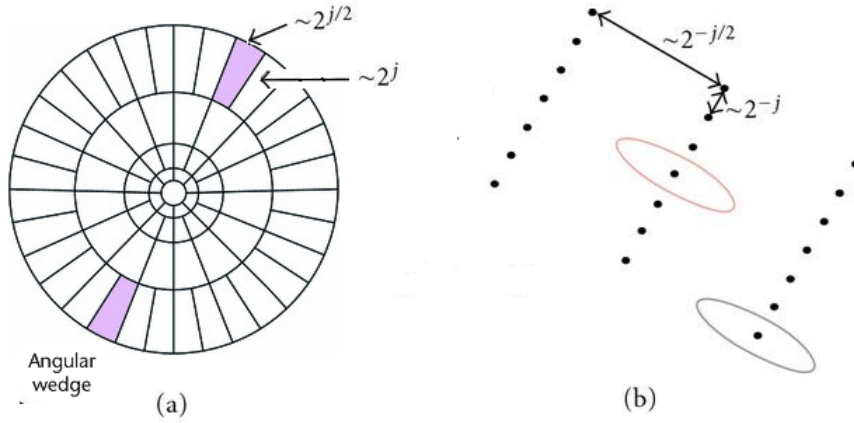 ~2^{j/2}
~2^j
Angular
wedge
(a)
~2^{-j/2}
~2^{-j}
(b)